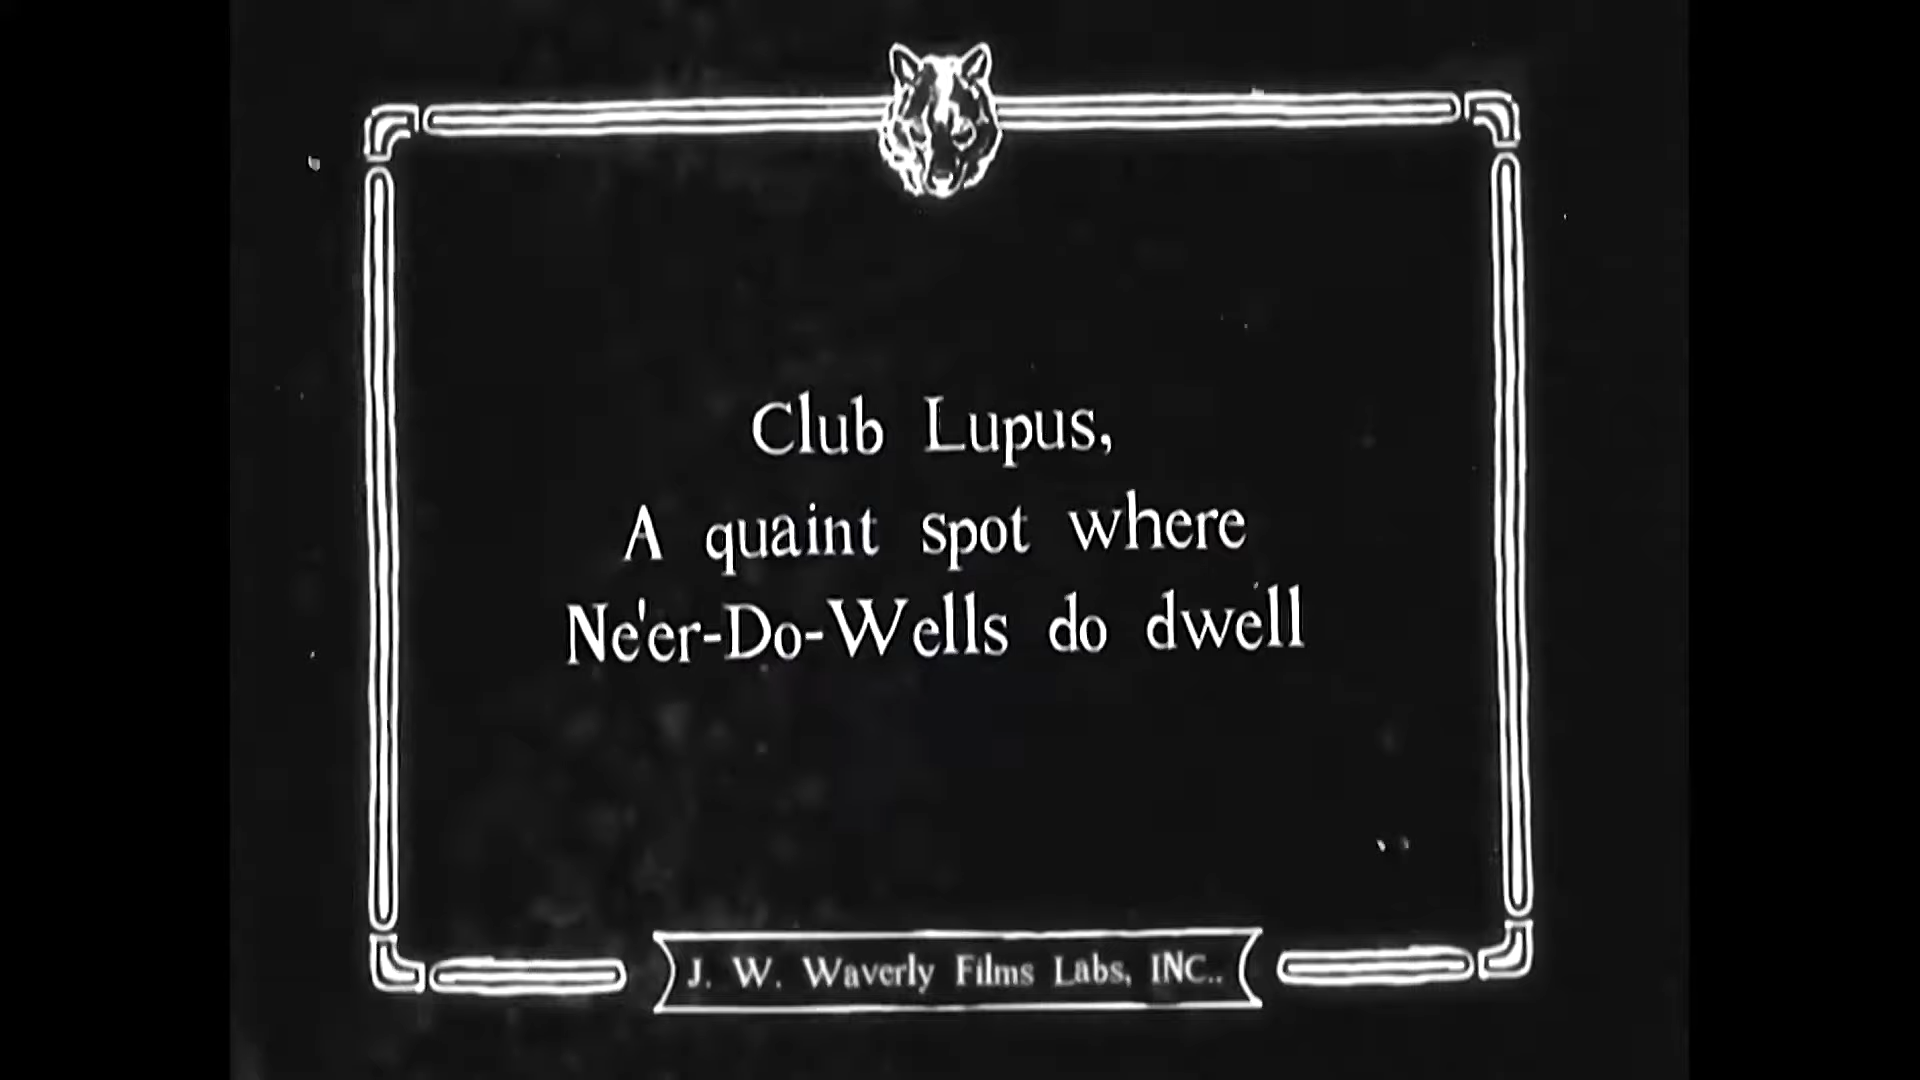 Club Lupus,
A quaint spot where
Ne'er-Do-Wells do dwell
J. W. Waverly Films Labs, INC..